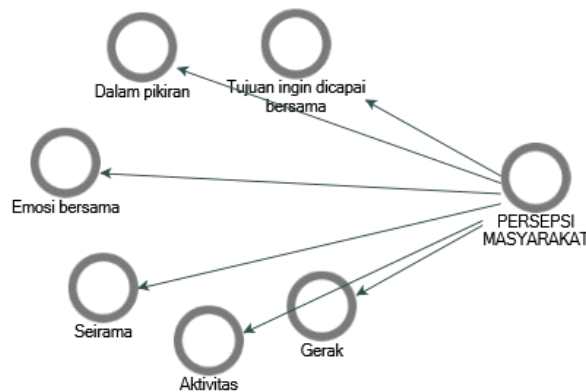 Dalam pikiran
Tujuan ingin dicapai
bersama
Emosi bersama
PERSEPSI
MASYARAKAT
Seirama
Gerak
Aktivitas